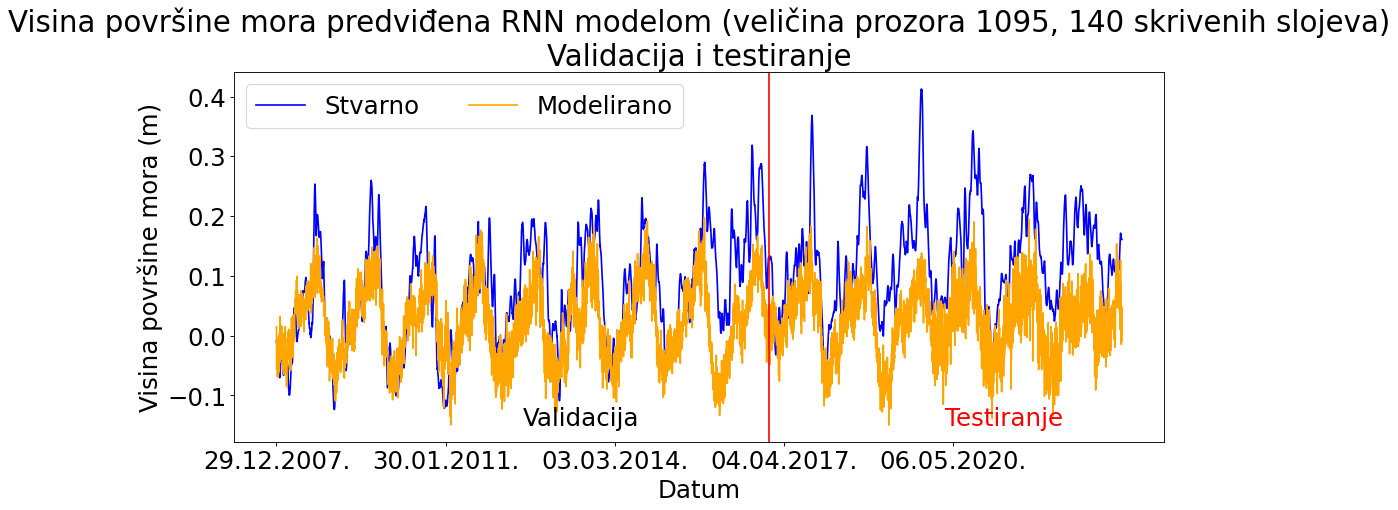 Visina površine mora predviđena RNN modelom (veličina prozora 1095, 140 skrivenih slojeva)
Validacija i testiranje
Stvarno
Modelirano
Visina površine mora (m)
0.4
0.3
0.2
0.1
0.0
−0.1
Validacija
Testiranje
29.12.2007.
30.01.2011.
03.03.2014.
04.04.2017.
06.05.2020.
Datum